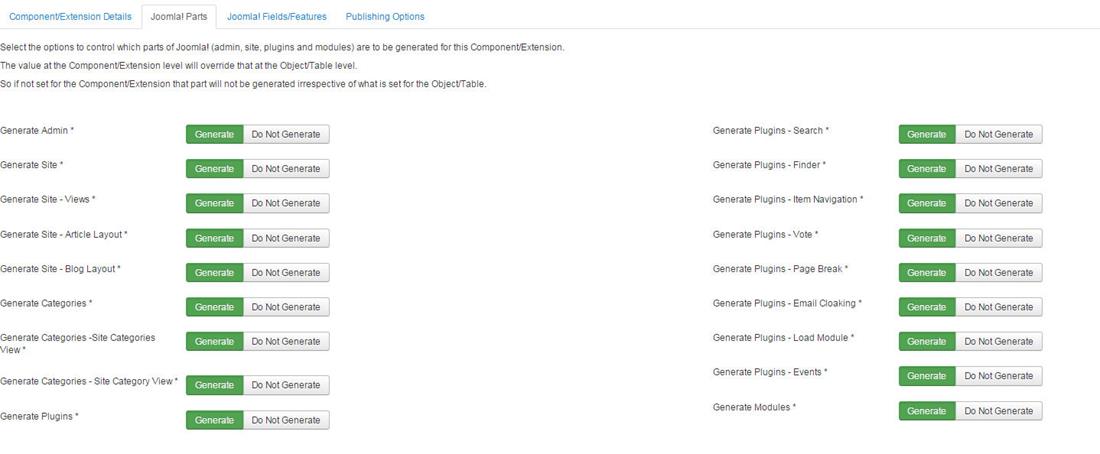 Component/Extension Details Joomla! Parts Joomla! Fields/Features Publishing Options
Select the options to control which parts of Joomla! (admin, site, plugins and modules) are to be generated for this Component/Extension.
The value at the Component/Extension level will override that at the Object/Table level.
So if not set for the Component/Extension that part will not be generated irrespective of what is set for the Object/Table.
Generate Admin * Generate Do Not Generate
Generate Site * Generate Do Not Generate
Generate Site - Views * Generate Do Not Generate
Generate Site - Article Layout * Generate Do Not Generate
Generate Site - Blog Layout * Generate Do Not Generate
Generate Categories * Generate Do Not Generate
Generate Categories -Site Categories
View * Generate Do Not Generate
Generate Categories - Site Category View * Generate Do Not Generate
Generate Plugins * Generate Do Not Generate
Generate Plugins - Search * Generate Do Not Generate
Generate Plugins - Finder * Generate Do Not Generate
Generate Plugins - Item Navigation * Generate Do Not Generate
Generate Plugins - Vote * Generate Do Not Generate
Generate Plugins - Page Break * Generate Do Not Generate
Generate Plugins - Email Cloaking * Generate Do Not Generate
Generate Plugins - Load Module * Generate Do Not Generate
Generate Plugins - Events * Generate Do Not Generate
Generate Modules * Generate Do Not Generate